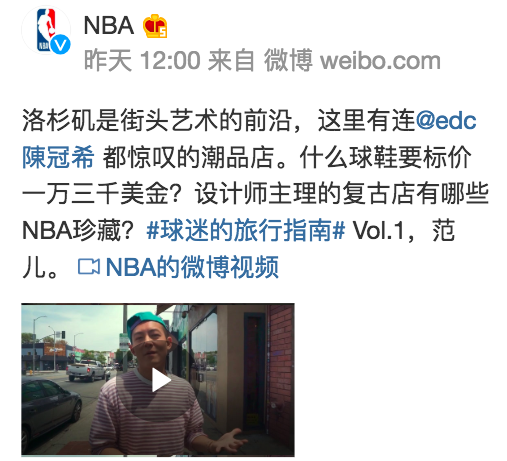 NBA
昨天 12:00 来自 微博 weibo.com
洛杉矶是街头艺术的前沿，这里有连@edc
陳冠希 都惊叹的潮品店。什么球鞋要标价
一万三千美金？设计师主理的复古店有哪些
NBA珍藏？#球迷的旅行指南# Vol.1，范
儿。 NBA的微博视频